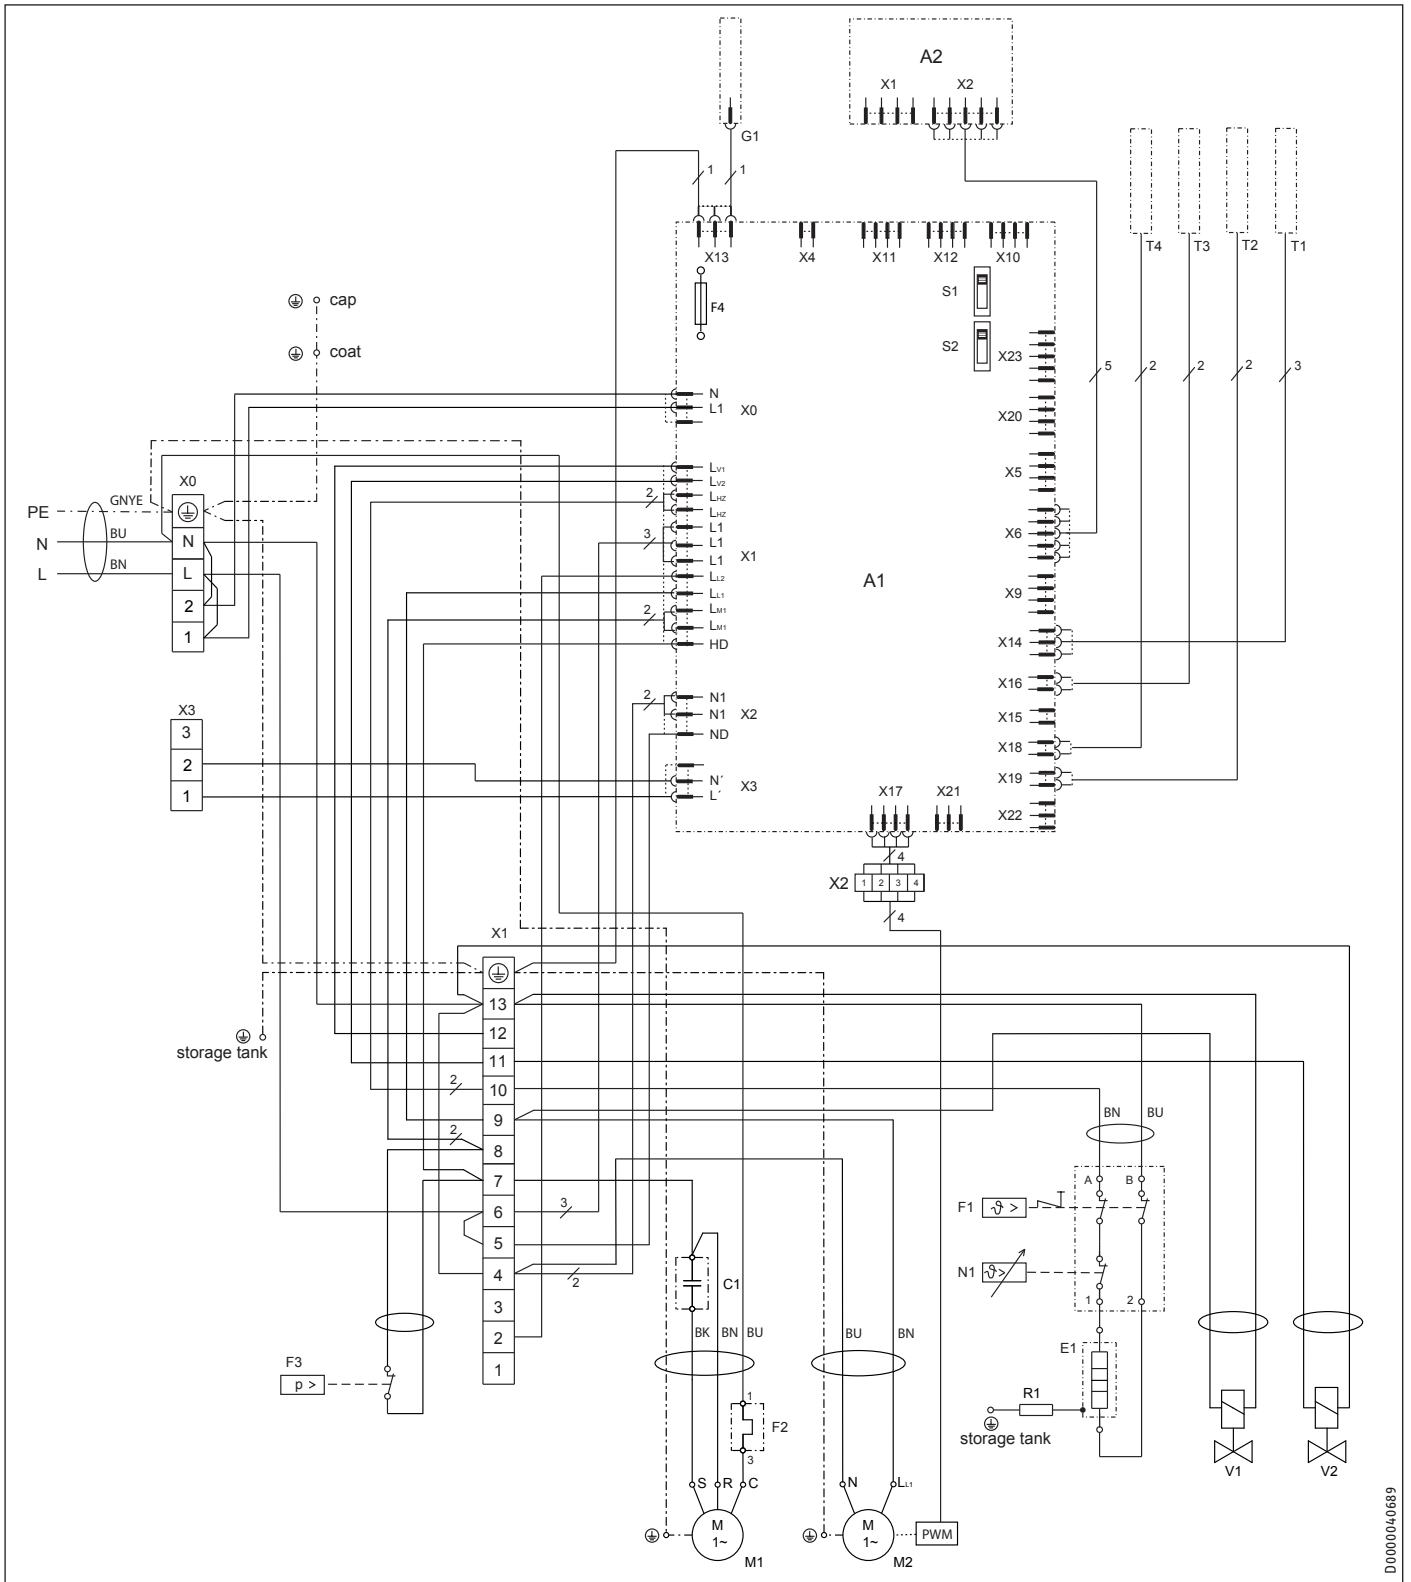 A2
X1 X2
G1
1 1
T4 T3 T2 T1
X13 X4 X11 X12 X10
S1
F4
S2
cap
coat
X23
5 2 2 2 3
N
L1 X0
X20
X0
GNYE
PE
BU
N N
BN
L L
2
1
LV1
LV2
2 LHZ
LHZ
L1
3 L1
L1
X1
LL2
LL1
2 LM1
LM1
HD
A1
X5
X6
X9
X14
X16
X15
X18
X19
X22
2 N1
N1 X2
ND
X3
3
2
1
N´ X3
L´
X17 X21
4
X2 1 2 3 4
4
X1
13
12
11
2 10
9
2 8
7
6 3
5
4 2
3
2
1
storage tank
BN BU
A B
F1 ϑ >
N1 ϑ >
1 2
C1
BK BN BU
BU BN
F3
p >
E1
R1
storage tank
1
F2
3
S R C
N LL1
M
1~
M1
M
1~
M2
PWM
V1 V2
D0000040689